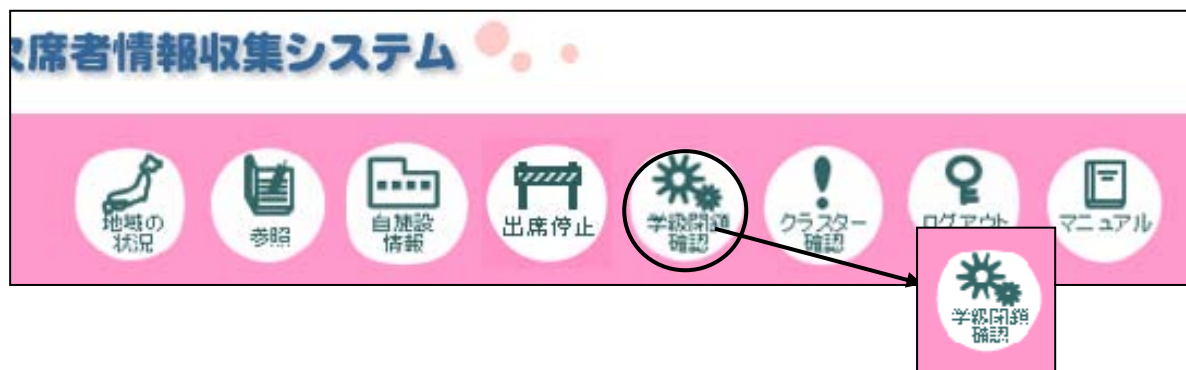 席者情報収集システム
地域の
状況
参照
自施設
情報
出席停止
学級閉鎖
確認
クラスター
確認
ログアウト
マニュアル
学級閉鎖
確認